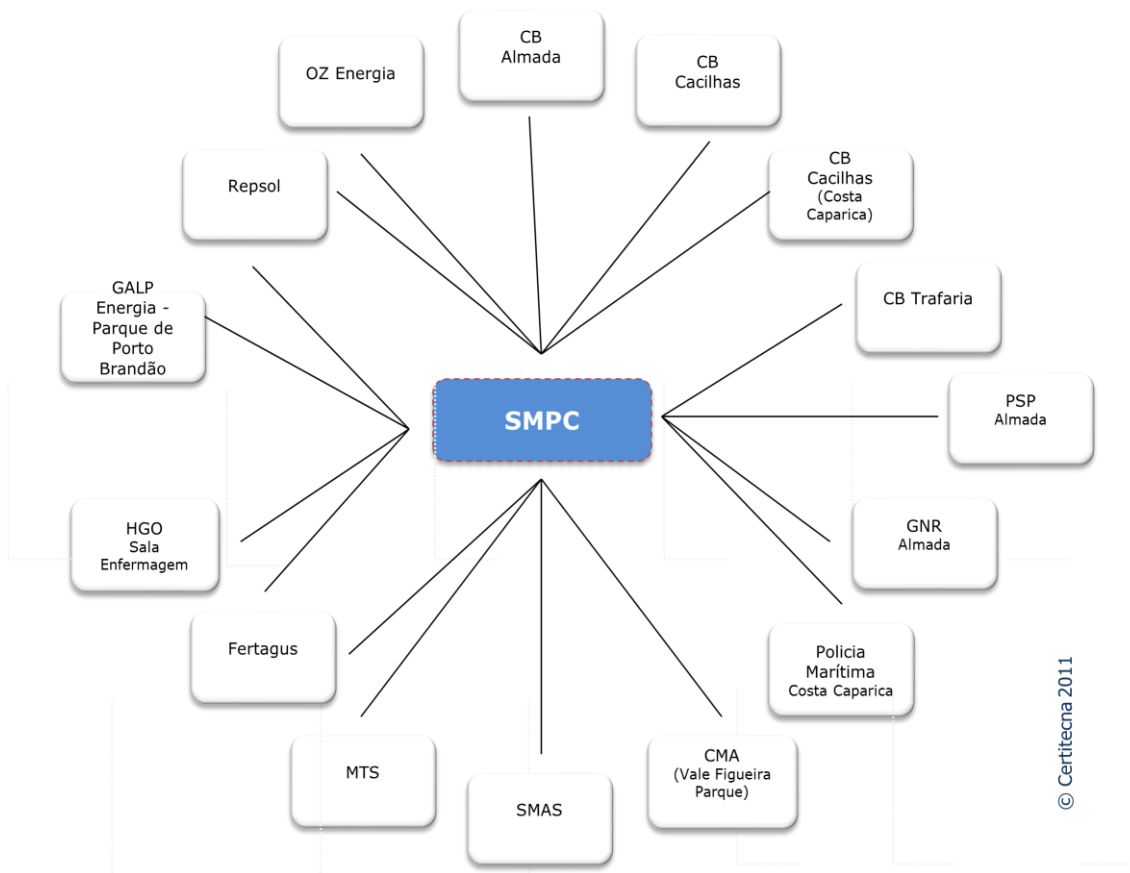 CB
Almada
OZ Energia
CB
Cacilhas
Repsol
CB
Cacilhas
(Costa
Caparica)
GALP
Energia -
Parque de
Porto
Brandão
CB Trafaria
SMPC
PSP
Almada
HGO
Sala
Enfermagem
GNR
Almada
Fertagus
Policia
Marítima
Costa Caparica
MTS
CMA
(Vale Figueira
Parque)
SMAS
© Certitecna 2011